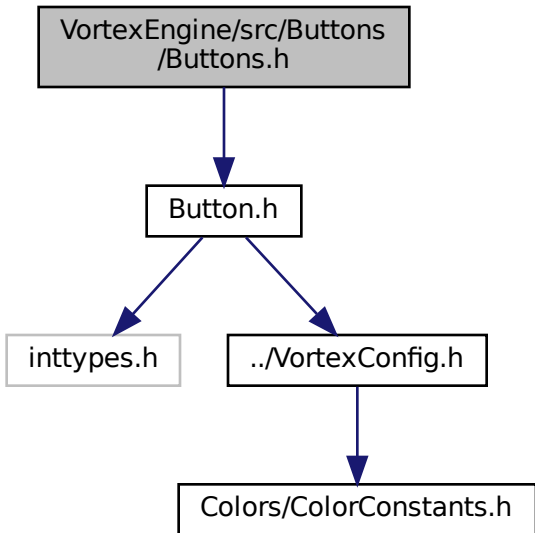 VortexEngine/src/Buttons
/Buttons.h
Button.h
inttypes.h
../VortexConfig.h
Colors/ColorConstants.h